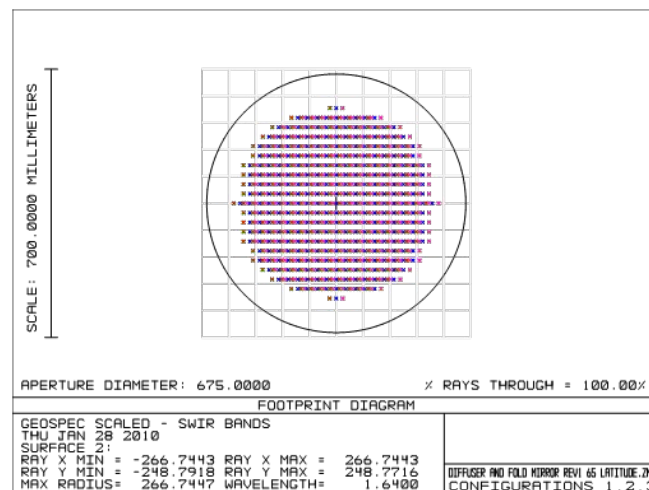 SCALE: 700.0000 MILLIMETERS
APERTURE DIAMETER: 675.0000 % RAYS THROUGH = 100.00%
FOOTPRINT DIAGRAM
GEOSPEC SCALED - SWIR BANDS
THU JAN 28 2010
SURFACE 2:
RAY X MIN = -266.7443 RAY X MAX = 266.7443
RAY Y MIN = -248.7918 RAY Y MAX = 248.7716
MAX RADIUS= 266.7447 WAVELENGTH= 1.6400
DIFFUSER AND FOLD MIRROR REV1 65 LATITUDE.ZM
CONFIGURATIONS 1,2,3